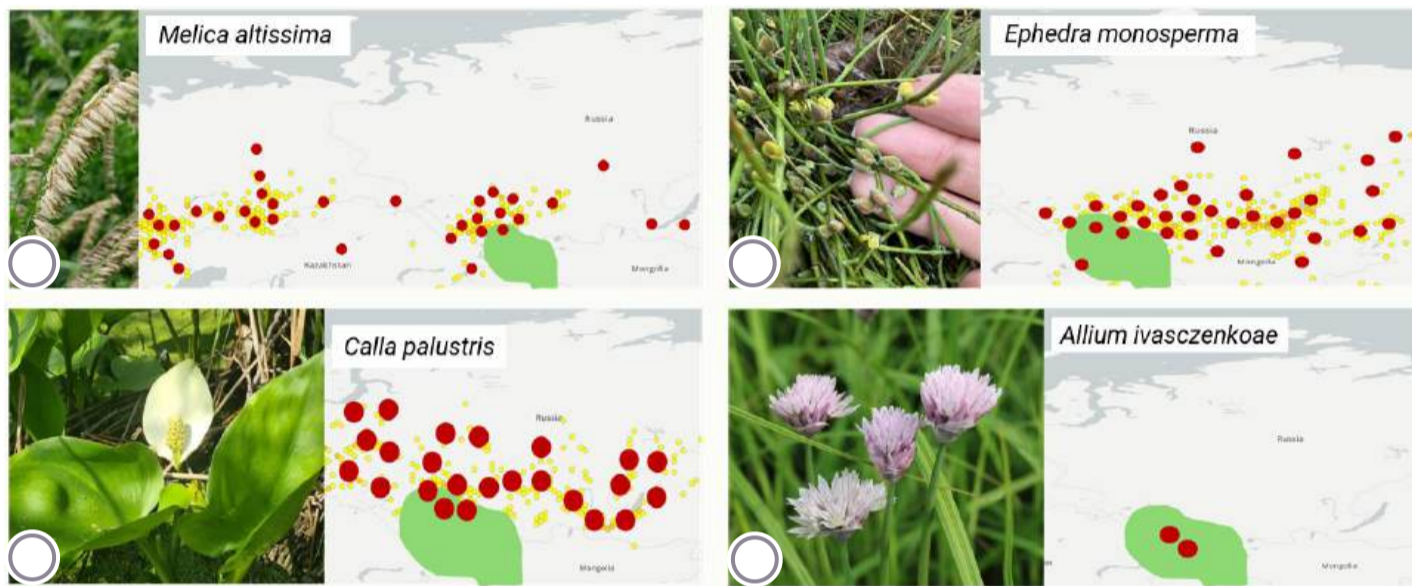 Melica altissima
Russia
Kazakhstan
Mongolia
Ephedra monosperma
Russia
Mongolia
Calla palustris
Russia
Mongolia
Allium ivasczenkoae
Russia
Mongolia